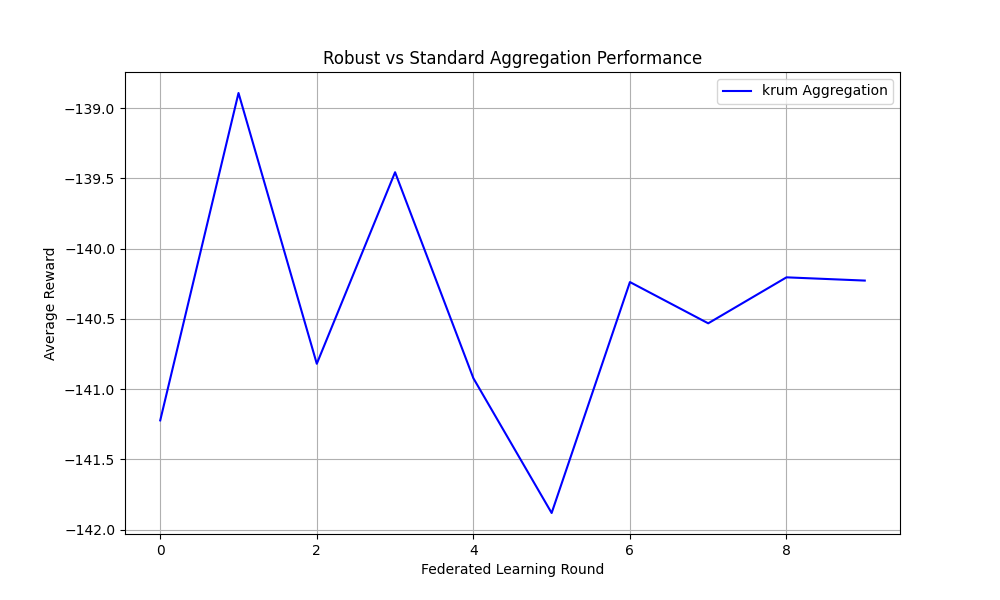 Robust vs Standard Aggregation Performance
krum Aggregation
−139.0
−139.5
−140.0
−140.5
−141.0
−141.5
−142.0
Average Reward
0 2 4 6 8
Federated Learning Round